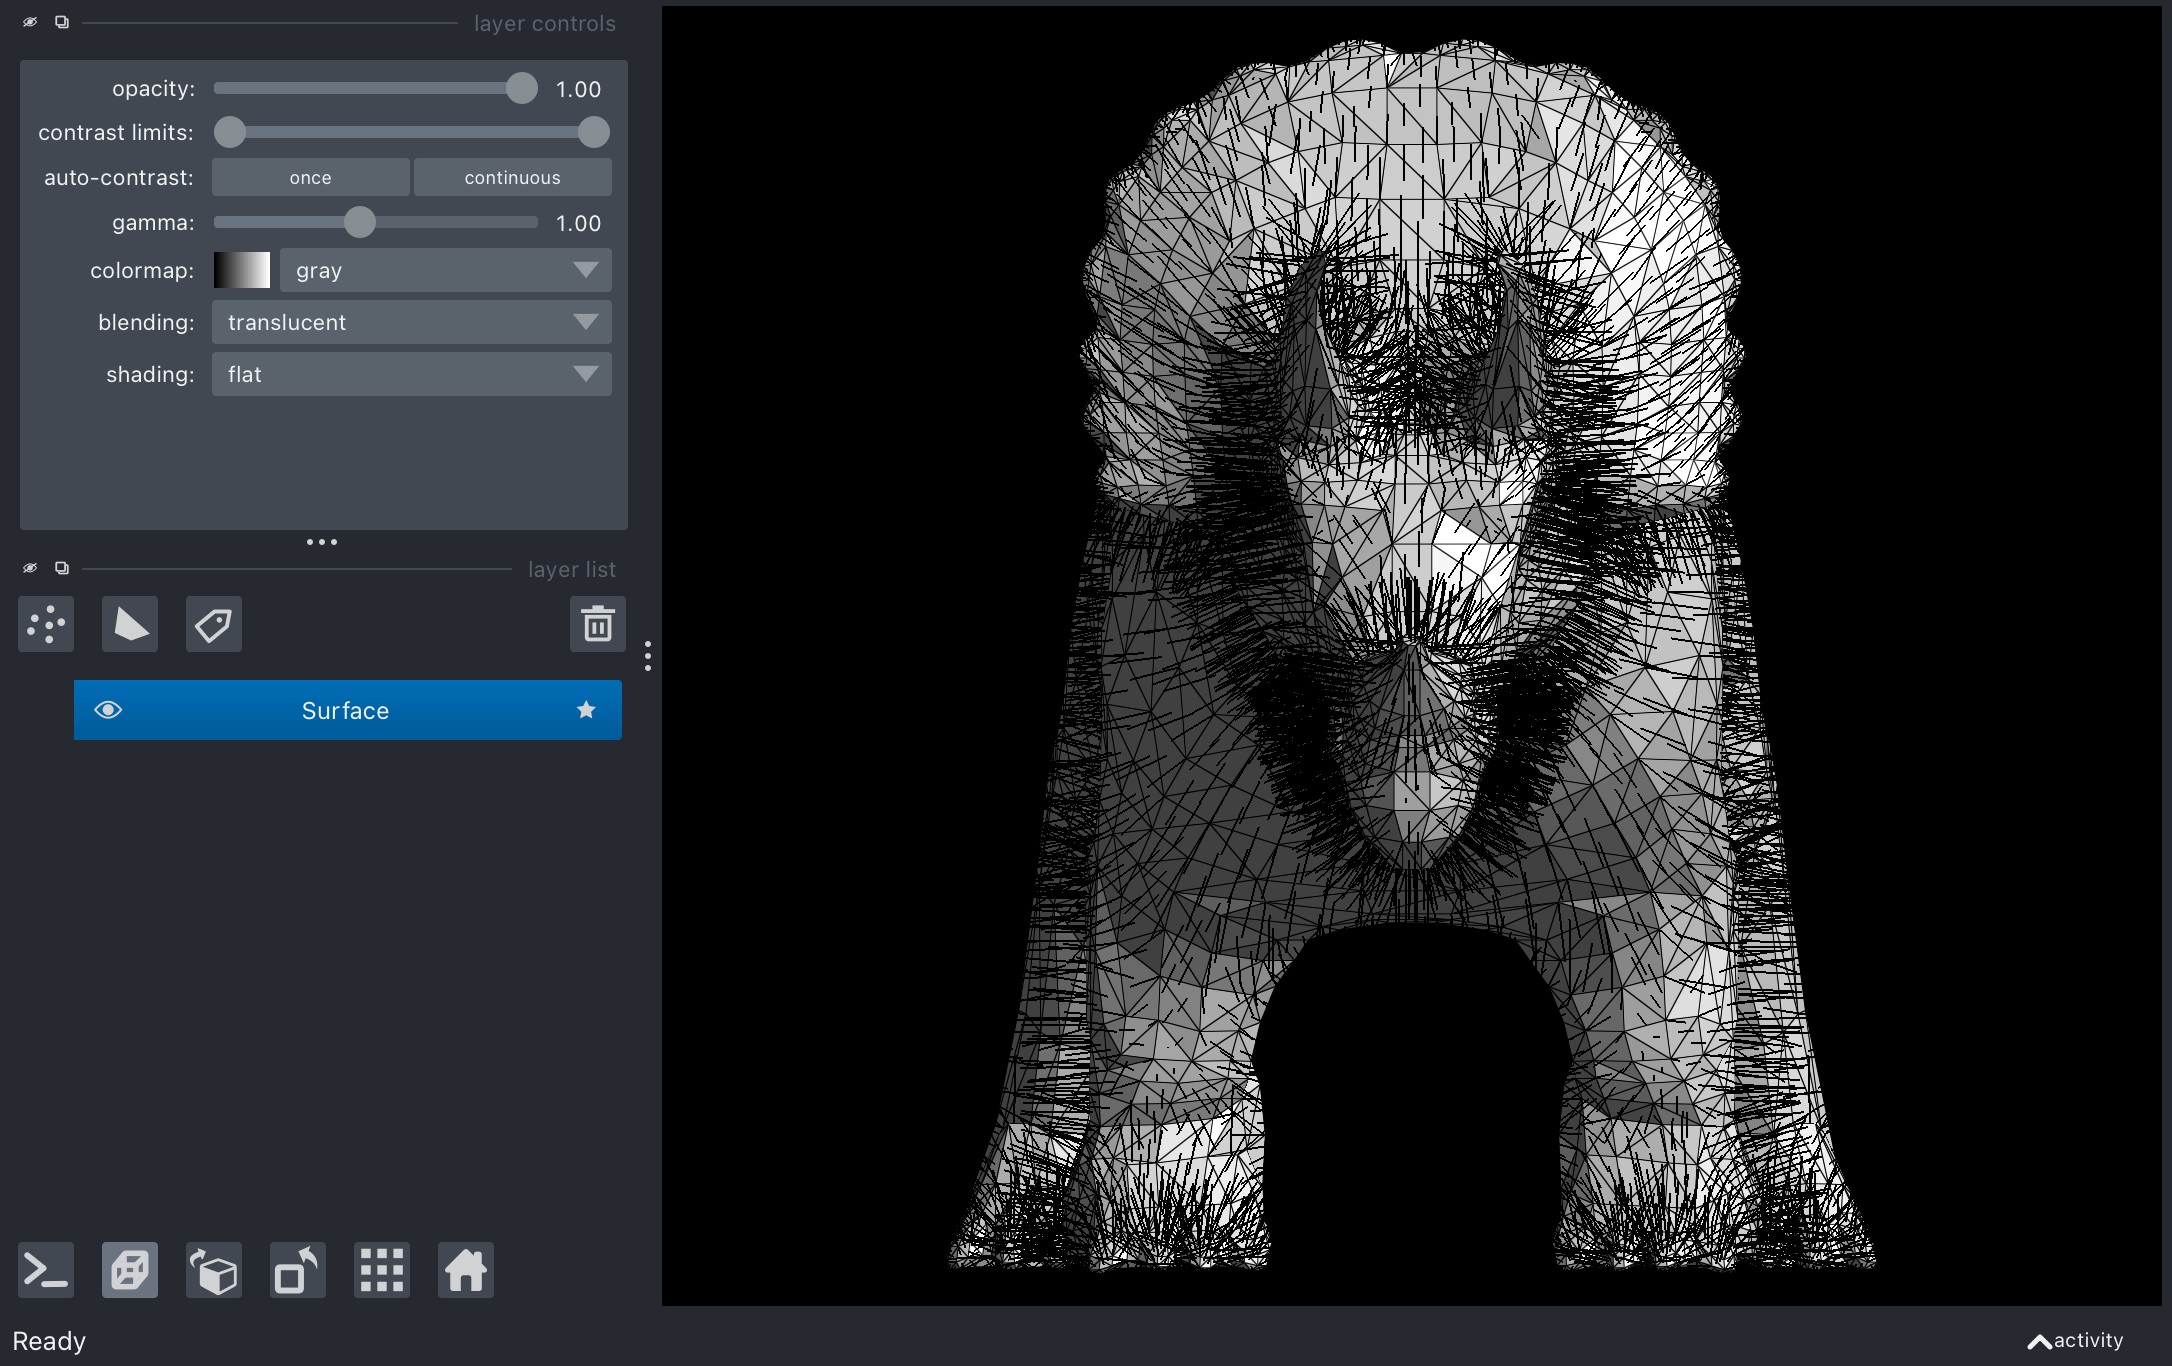 layer controls
opacity: 1.00
contrast limits:
auto-contrast: once continuous
gamma: 1.00
colormap: gray
blending: translucent
shading: flat
layer list
Surface
Ready
activity